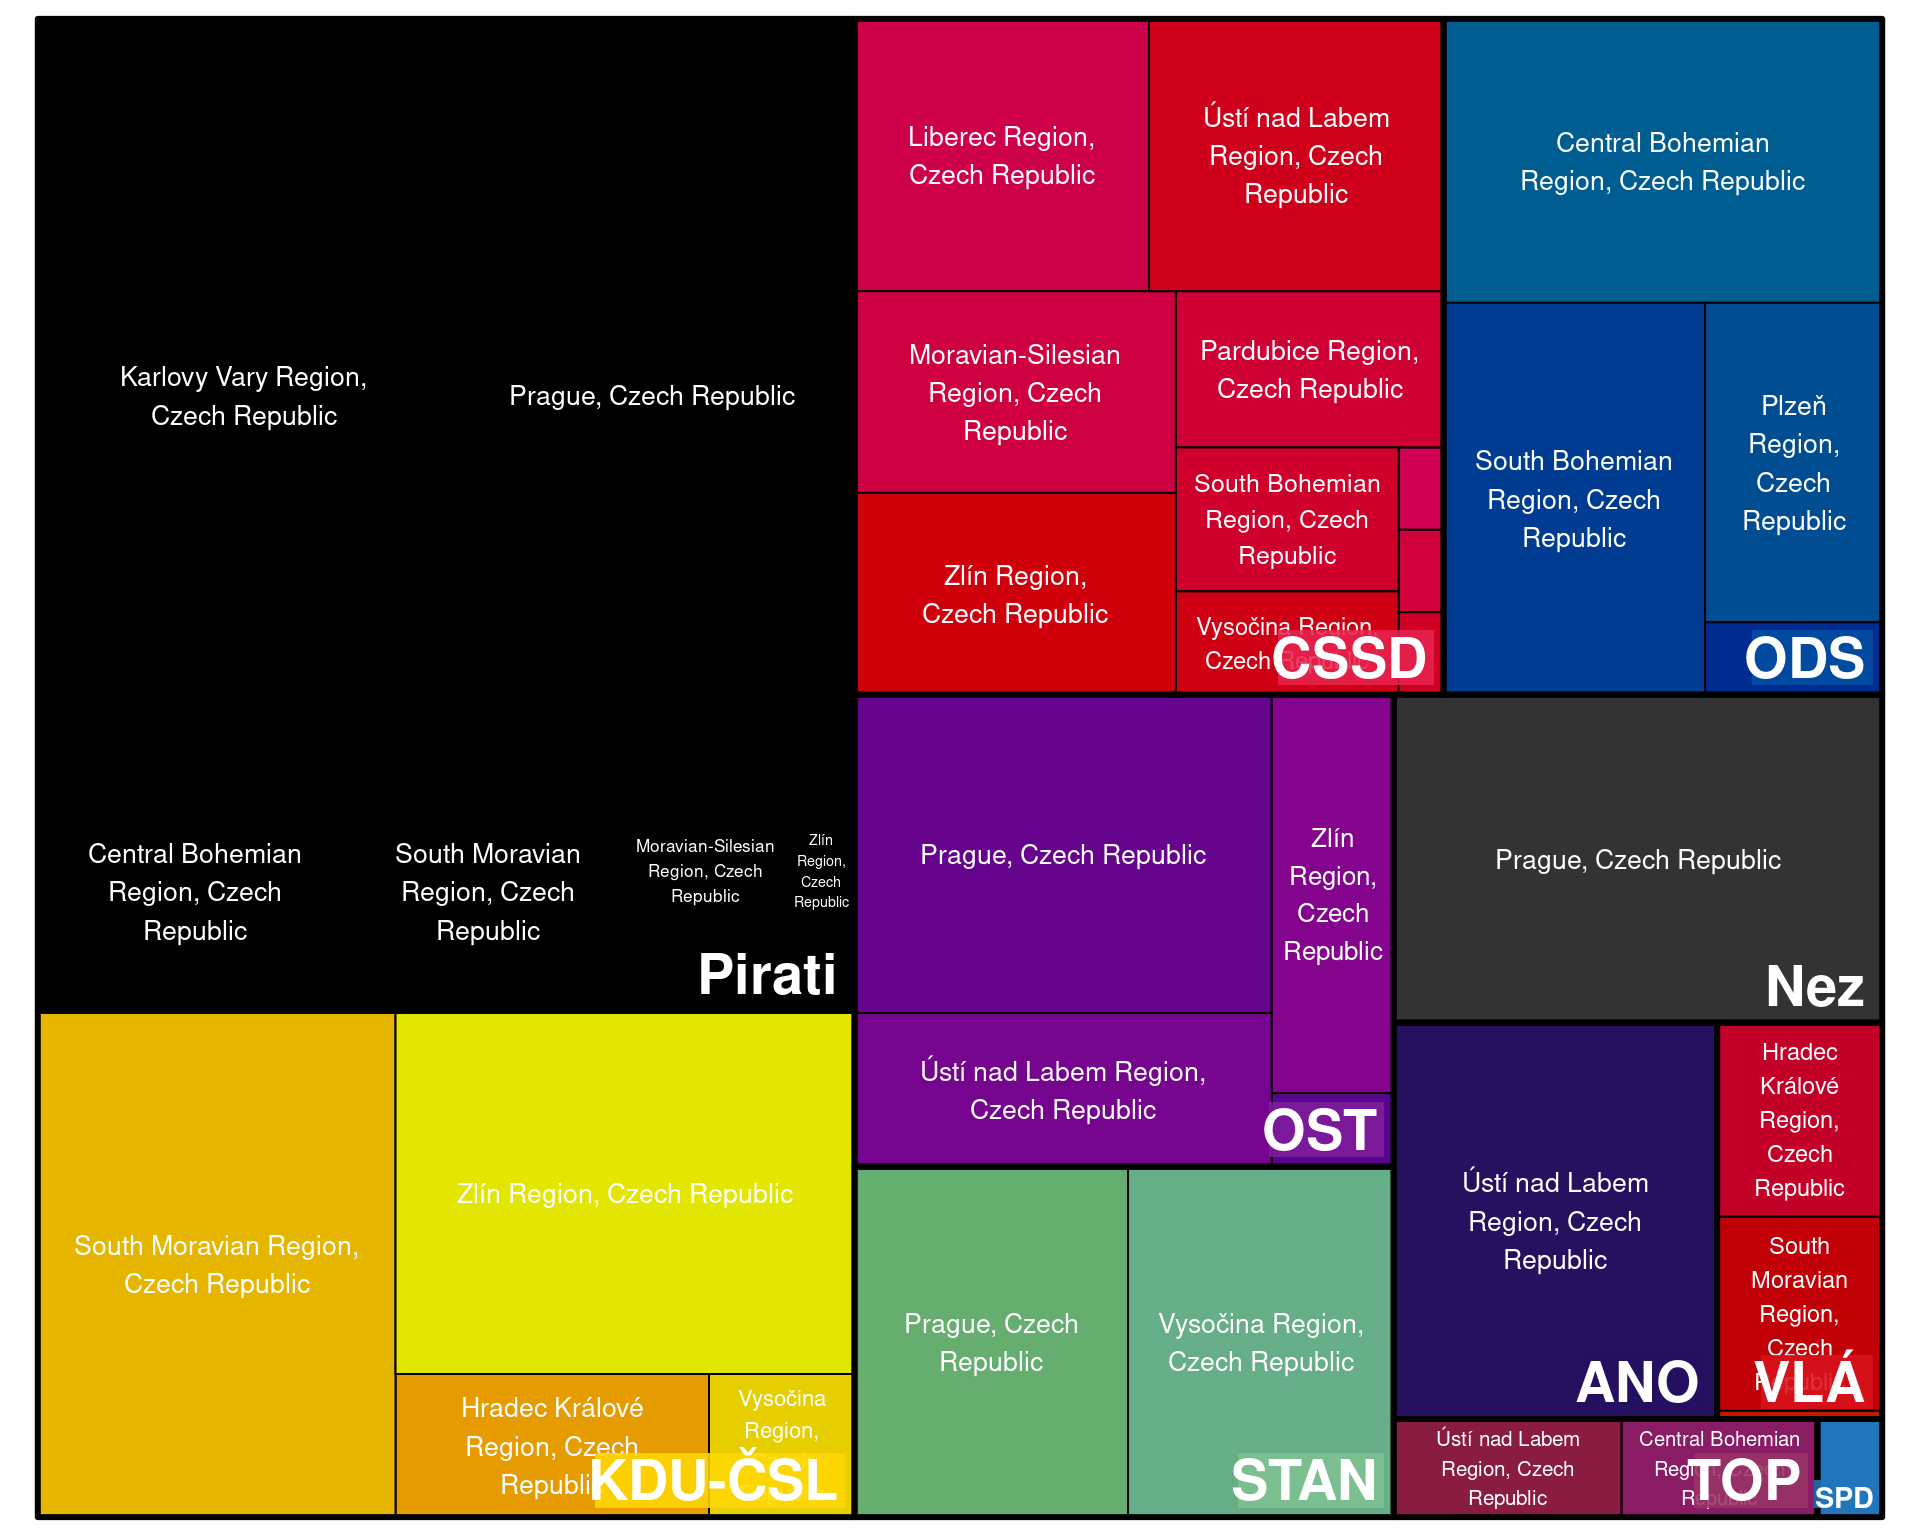 Karlovy Vary Region,
Czech Republic
Prague, Czech Republic
Central Bohemian
Region, Czech
Republic
South Moravian
Region, Czech
Republic
Moravian-Silesian
Region, Czech
Republic
Zlín
Region,
Czech
Republic
Pirati
Liberec Region,
Czech Republic
Ústí nad Labem
Region, Czech
Republic
Moravian-Silesian
Region, Czech
Republic
Pardubice Region,
Czech Republic
South Bohemian
Region, Czech
Republic
Zlín Region,
Czech Republic
Vysočina Region,
Czech Republic
CSSD
Central Bohemian
Region, Czech Republic
South Bohemian
Region, Czech
Republic
Plzeň
Region,
Czech
Republic
ODS
Prague, Czech Republic
Zlín
Region,
Czech
Republic
Ústí nad Labem Region,
Czech Republic
OST
Prague, Czech Republic
Nez
South Moravian Region,
Czech Republic
Zlín Region, Czech Republic
Hradec Králové
Region, Czech
Republic
Vysočina
Region,
KDU-ČSL
Prague, Czech
Republic
Vysočina Region,
Czech Republic
STAN
Ústí nad Labem
Region, Czech
Republic
ANO
Hradec
Králové
Region,
Czech
Republic
South
Moravian
Region,
Czech
Republic
VLÁ
Ústí nad Labem
Region, Czech
Republic
Central Bohemian
Region, Czech
Republic
TOP
SPD